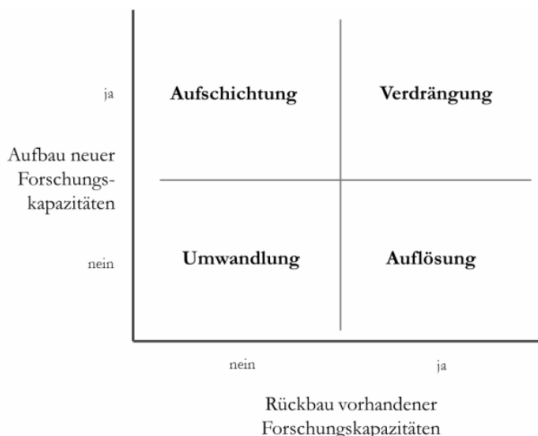 ja
Aufschichtung
Verdrängung
Aufbau neuer
Forschungs-
kapazitäten
nein
Umwandlung
Auflösung
nein
ja
Rückbau vorhandener
Forschungskapazitäten